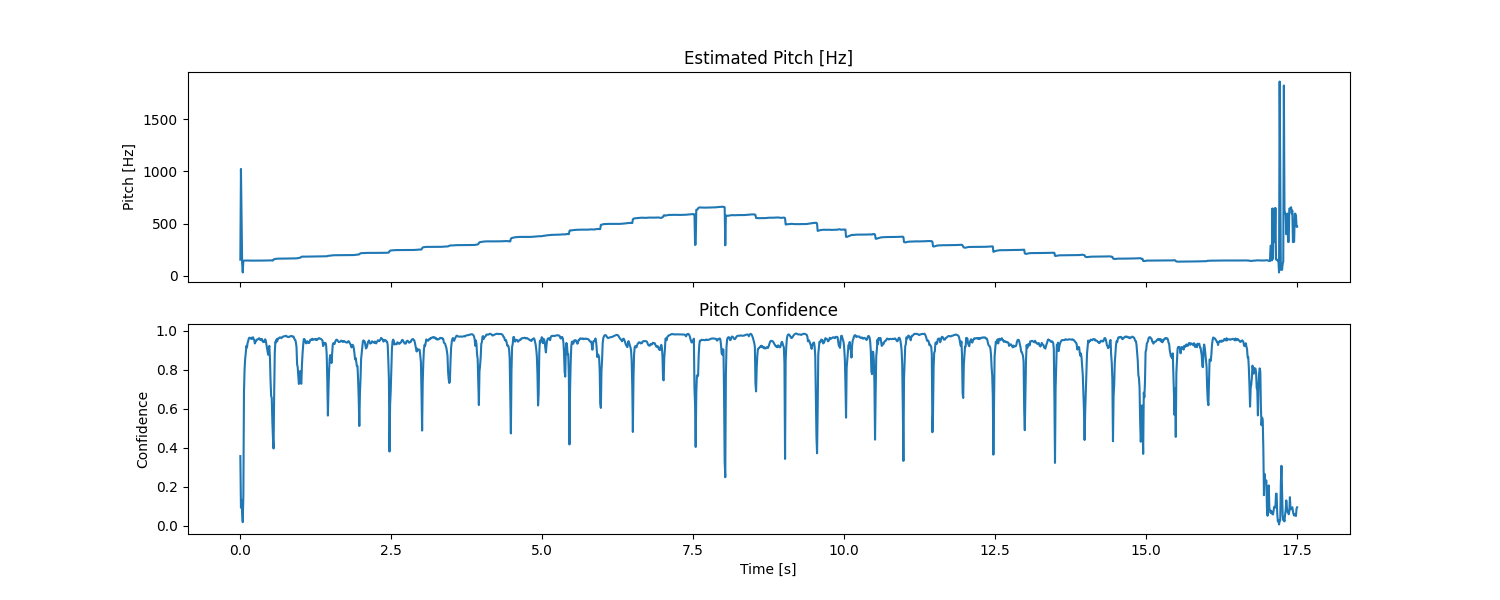 Estimated Pitch [Hz]
Pitch [Hz]
1500
1000
500
0
Pitch Confidence
Confidence
1.0
0.8
0.6
0.4
0.2
0.0
0.0 2.5 5.0 7.5 10.0 12.5 15.0 17.5
Time [s]